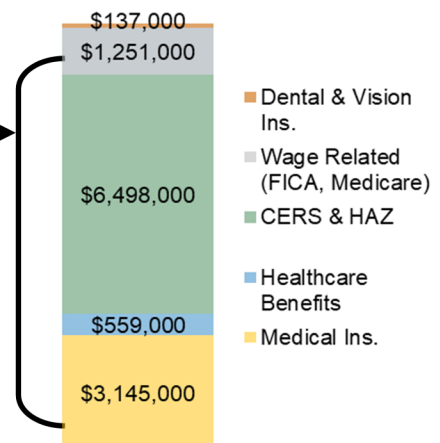 $137,000
$1,251,000
$6,498,000
$559,000
$3,145,000
Dental & Vision
Ins.
Wage Related
(FICA, Medicare)
CERS & HAZ
Healthcare
Benefits
Medical Ins.